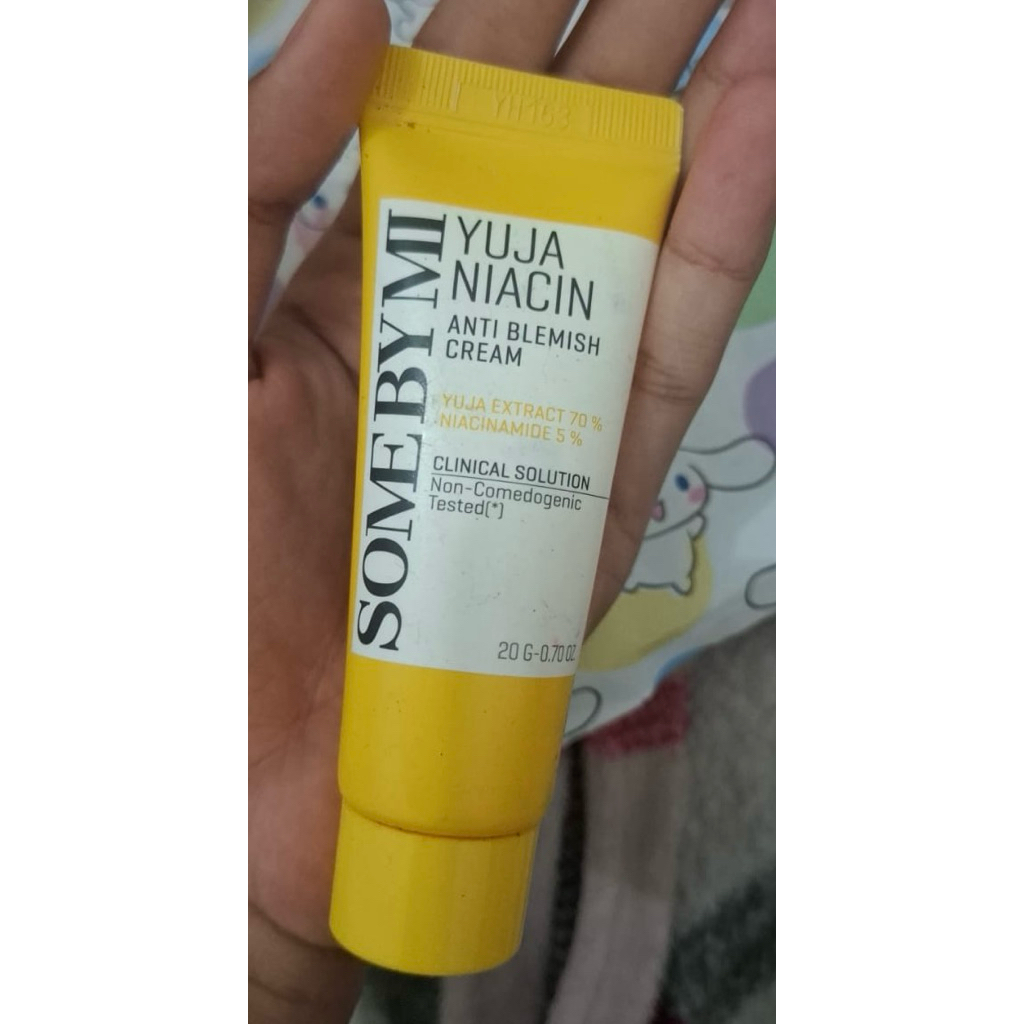 YH163
SOMEBYMI
YUJA
NIACIN
ANTI BLEMISH
CREAM
YUJA EXTRACT 70 %
NIACINAMIDE 5 %
CLINICAL SOLUTION
Non-Comedogenic
Tested(*)
20 G-0.70 OZ.